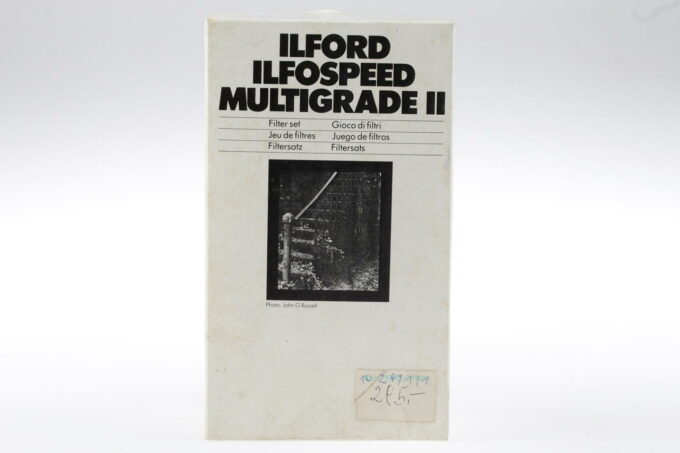 ILFORD
ILFOSPEED
MULTIGRADE II
Filter set Gioco di filtri
Jeu de filtres Juego de filtros
Filtersatz Filtersats
Photo: John G Russell
295.-